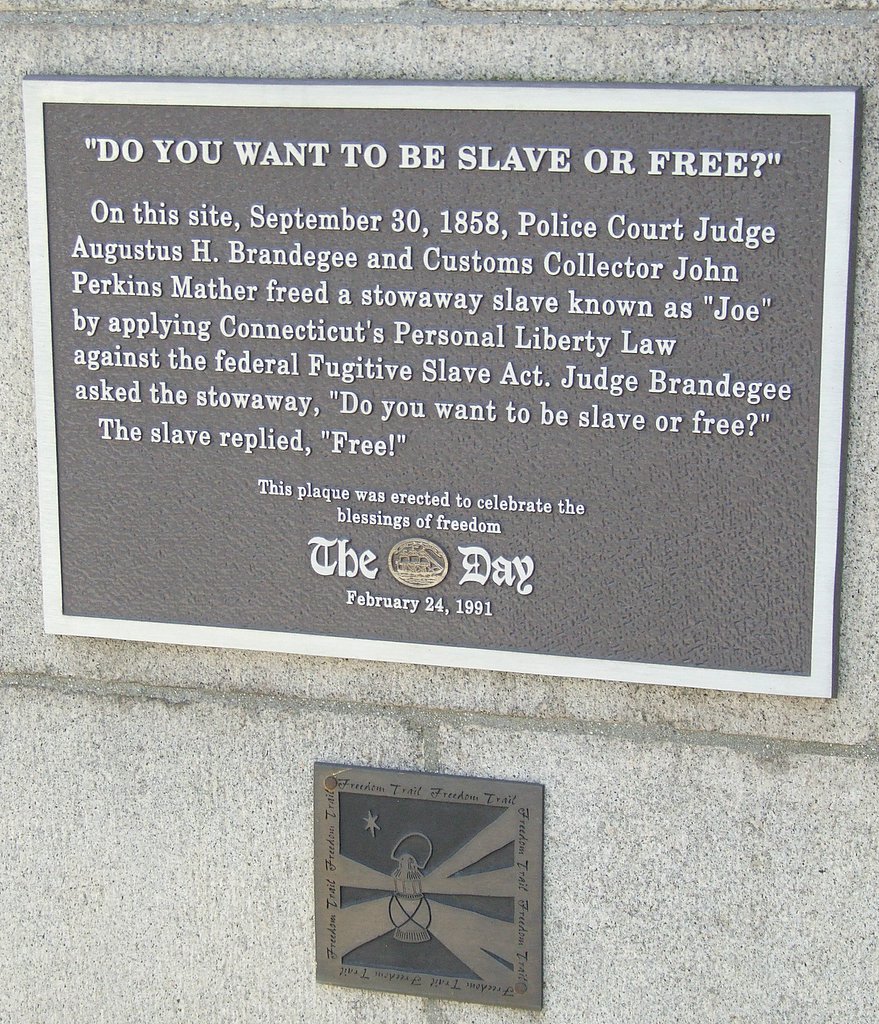 "DO YOU WANT TO BE SLAVE OR FREE?"
On this site, September 30, 1858, Police Court Judge
Augustus H. Brandegee and Customs Collector John
Perkins Mather freed a stowaway slave known as "Joe"
by applying Connecticut's Personal Liberty Law
against the federal Fugitive Slave Act. Judge Brandegee
asked the stowaway, "Do you want to be slave or free?"
The slave replied, "Free!"
This plaque was erected to celebrate the
blessings of freedom
The Day
February 24, 1991
Freedom Trail Freedom Trail
Freedom Trail Freedom Trail
Freedom Trail Freedom Trail
Freedom Trail Freedom Trail